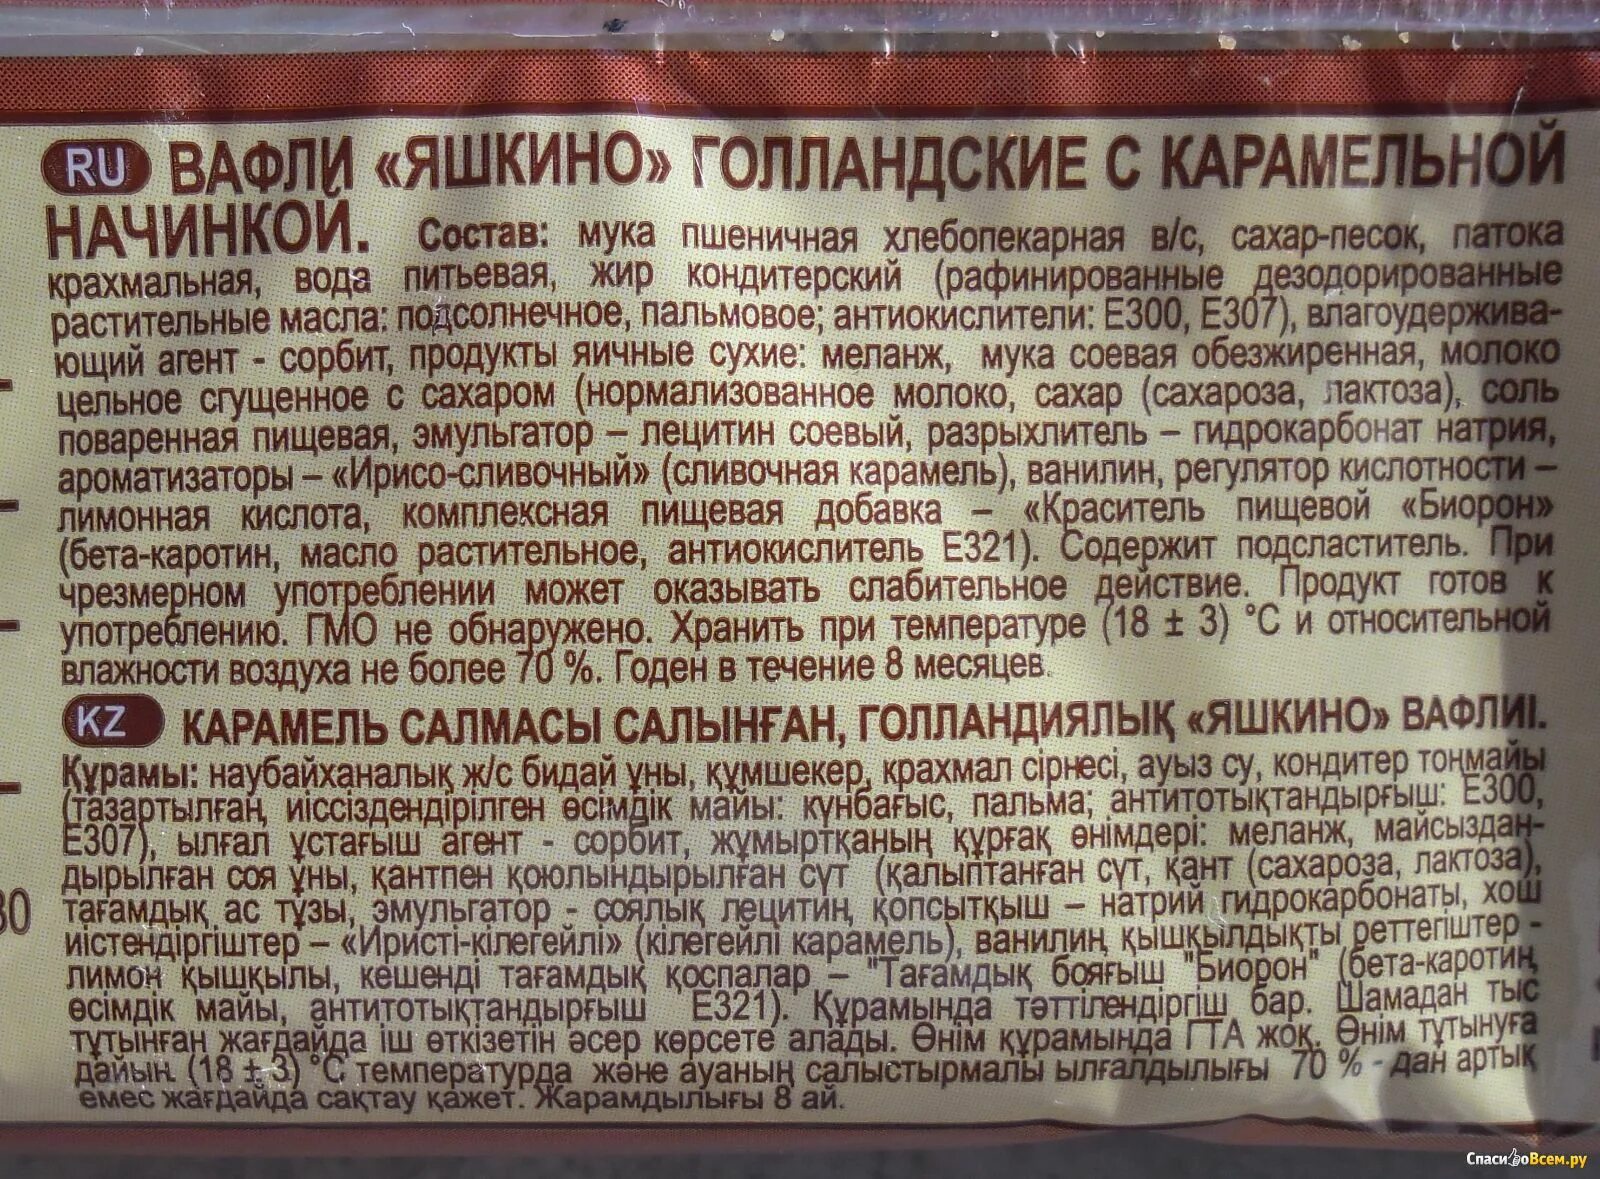 RU ВАФЛИ «ЯШКИНО» ГОЛЛАНДСКИЕ С КАРАМЕЛЬНОЙ
НАЧИНКОЙ. Состав: мука пшеничная хлебопекарная в/с, сахар-песок, патока
крахмальная, вода питьевая, жир кондитерский (рафинированные дезодорированные
растительные масла: подсолнечное, пальмовое; антиокислители: Е300, Е307), влагоудержива-
ющий агент - сорбит, продукты яичные сухие: меланж, мука соевая обезжиренная, молоко
цельное сгущенное с сахаром (нормализованное молоко, сахар (сахароза, лактоза), соль
поваренная пищевая, эмульгатор – лецитин соевый, разрыхлитель – гидрокарбонат натрия,
ароматизаторы – «Ирисо-сливочный» (сливочная карамель), ванилин, регулятор кислотности –
лимонная кислота, комплексная пищевая добавка – «Краситель пищевой «Биорон»
(бета-каротин, масло растительное, антиокислитель Е321). Содержит подсластитель. При
чрезмерном употреблении может оказывать слабительное действие. Продукт готов к
употреблению. ГМО не обнаружено. Хранить при температуре (18 ± 3) °С и относительной
влажности воздуха не более 70 %. Годен в течение 8 месяцев.
KZ КАРАМЕЛЬ САЛМАСЫ САЛЫНҒАН, ГОЛЛАНДИЯЛЫҚ «ЯШКИНО» ВАФЛИІ.
Құрамы: наубайханалық ж/с бидай ұны, құмшекер, крахмал сірнесі, ауыз су, кондитер тоңмайы
(тазартылған, иіссіздендірілген өсімдік майы: күнбағыс, пальма; антитотықтандырғыш: Е300,
Е307), ылғал ұстағыш агент - сорбит, жұмыртқаның құрғақ өнімдері: меланж, майсыздан-
дырылған соя ұны, қантпен қоюлындырылған сүт (қалыптанған сүт, қант (сахароза, лактоза),
тағамдық ас тұзы, эмульгатор - соялық лецитин, қопсытқыш – натрий гидрокарбонаты, хош
иістендіргіштер – «Иристі-кілегейлі» (кілегейлі карамель), ванилин, қышқылдықты реттегіштер -
лимон қышқылы, кешенді тағамдық қоспалар – "Тағамдық бояғыш "Биорон" (бета-каротин,
өсімдік майы, антитотықтандырғыш Е321). Құрамында тәттілендіргіш бар. Шамадан тыс
тұтынған жағдайда іш өткізетін әсер көрсете алады. Өнім құрамында ГТА жоқ. Өнім тұтынуға
дайын. (18 ± 3) °С температурда және ауаның салыстырмалы ылғалдылығы 70 % - дан артық
емес жағдайда сақтау қажет. Жарамдылығы 8 ай.
СпасибоВсем.ру